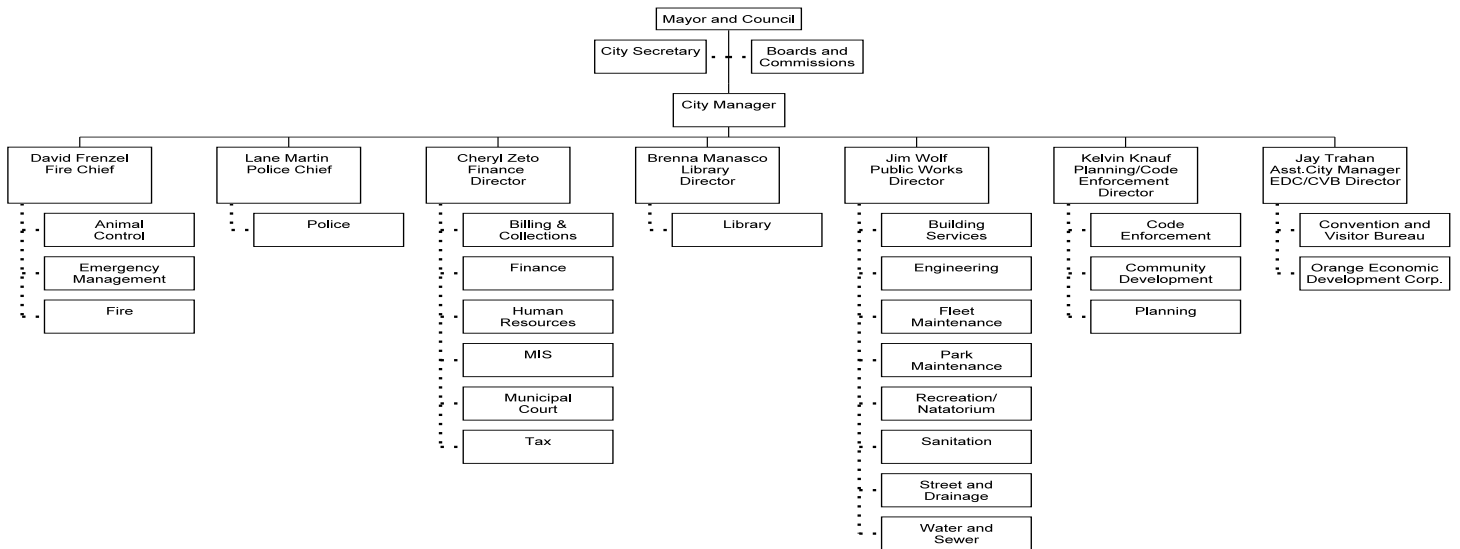 Mayor and Council
City Secretary
Boards and
Commissions
City Manager
David Frenzel
Fire Chief
Animal
Control
Emergency
Management
Fire
Lane Martin
Police Chief
Police
Cheryl Zeto
Finance
Director
Billing &
Collections
Finance
Human
Resources
MIS
Municipal
Court
Tax
Brenna Manasco
Library
Director
Library
Jim Wolf
Public Works
Director
Building
Services
Engineering
Fleet
Maintenance
Park
Maintenance
Recreation/
Natatorium
Sanitation
Street and
Drainage
Water and
Sewer
Kelvin Knauf
Planning/Code
Enforcement
Director
Code
Enforcement
Community
Development
Planning
Jay Trahan
Asst.City Manager
EDC/CVB Director
Convention and
Visitor Bureau
Orange Economic
Development Corp.